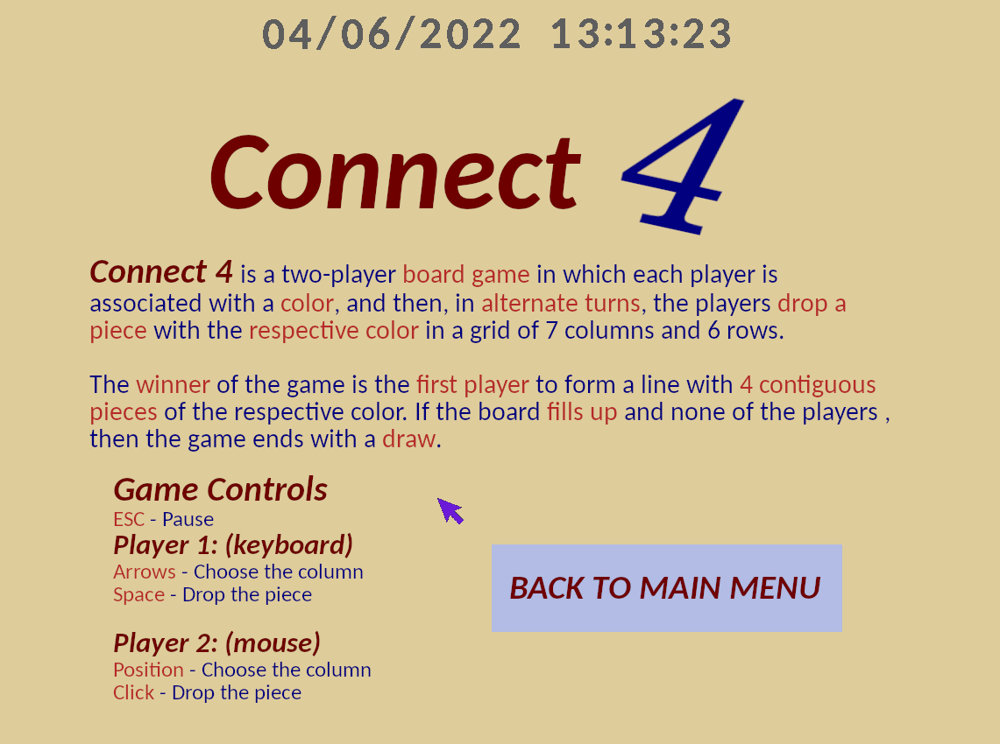 04/06/2022 13:13:23
Connect 4
Connect 4 is a two-player board game in which each player is
associated with a color, and then, in alternate turns, the players drop a
piece with the respective color in a grid of 7 columns and 6 rows.
The winner of the game is the first player to form a line with 4 contiguous
pieces of the respective color. If the board fills up and none of the players ,
then the game ends with a draw.
Game Controls
ESC - Pause
Player 1: (keyboard)
Arrows - Choose the column
Space - Drop the piece
Player 2: (mouse)
Position - Choose the column
Click - Drop the piece
BACK TO MAIN MENU